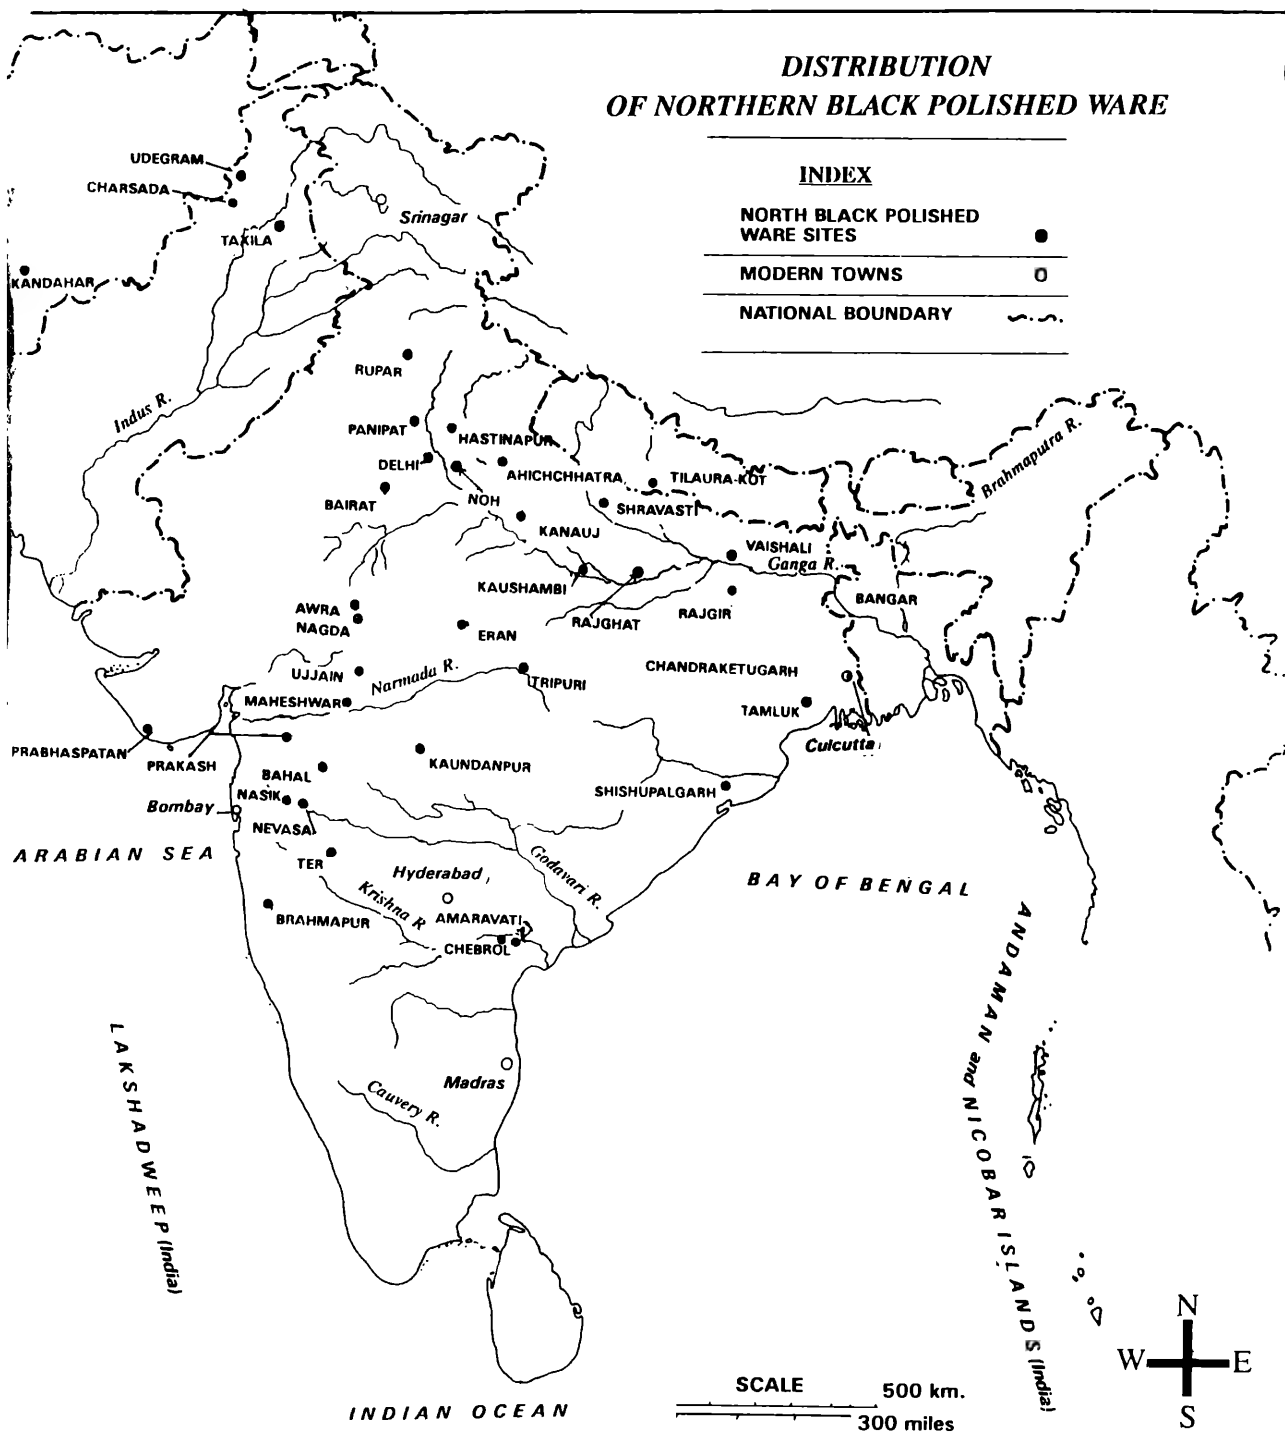 DISTRIBUTION
OF NORTHERN BLACK POLISHED WARE
INDEX
NORTH BLACK POLISHED
WARE SITES
MODERN TOWNS
NATIONAL BOUNDARY
UDEGRAM
CHARSADA
TAXILA
Srinagar
KANDAHAR
RUPAR
Indus R.
PANIPAT
HASTINAPUR
DELHI
AHICHCHHATRA
TILAURA-KOT
Brahmaputra R.
BAIRAT
NOH
SHRAVASTI
KANAUJ
VAISHALI
Ganga R.
KAUSHAMBI
BANGAR
AWRA
NAGDA
ERAN
RAJGHAT
RAJGIR
UJJAIN
Narmada R.
TRIPURI
CHANDRAKETUGARH
MAHESHWAR
TAMLUK
Culcutta
PRABHASPATAN
PRAKASH
BAHAL
KAUNDANPUR
NASIK
SHISHUPALGARH
Bombay
NEVASA
ARABIAN SEA
TER
Hyderabad
Godavari R.
BAY OF BENGAL
Krishna R
BRAHMAPUR
AMARAVATI
CHEBROL
ANDAMAN and NICOBAR ISLANDS (India)
LAKSHADWEEP (India)
Madras
Cauvery R.
N
W E
S
SCALE
500 km.
300 miles
INDIAN OCEAN